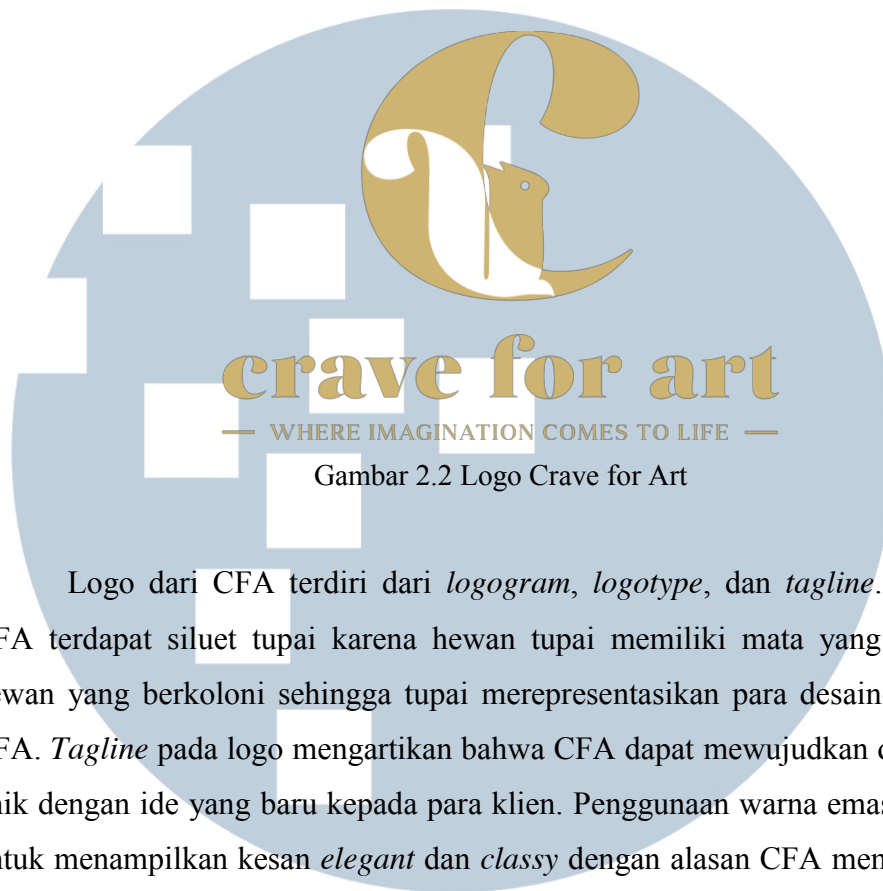 crave for art
WHERE IMAGINATION COMES TO LIFE
Gambar 2.2 Logo Crave for Art
Logo dari CFA terdiri dari logogram, logotype, dan tagline.
FA terdapat siluet tupai karena hewan tupai memiliki mata yang
ewan yang berkoloni sehingga tupai merepresentasikan para desain
FA. Tagline pada logo mengartikan bahwa CFA dapat mewujudkan
nik dengan ide yang baru kepada para klien. Penggunaan warna emas
ntuk menampilkan kesan elegant dan classy dengan alasan CFA men